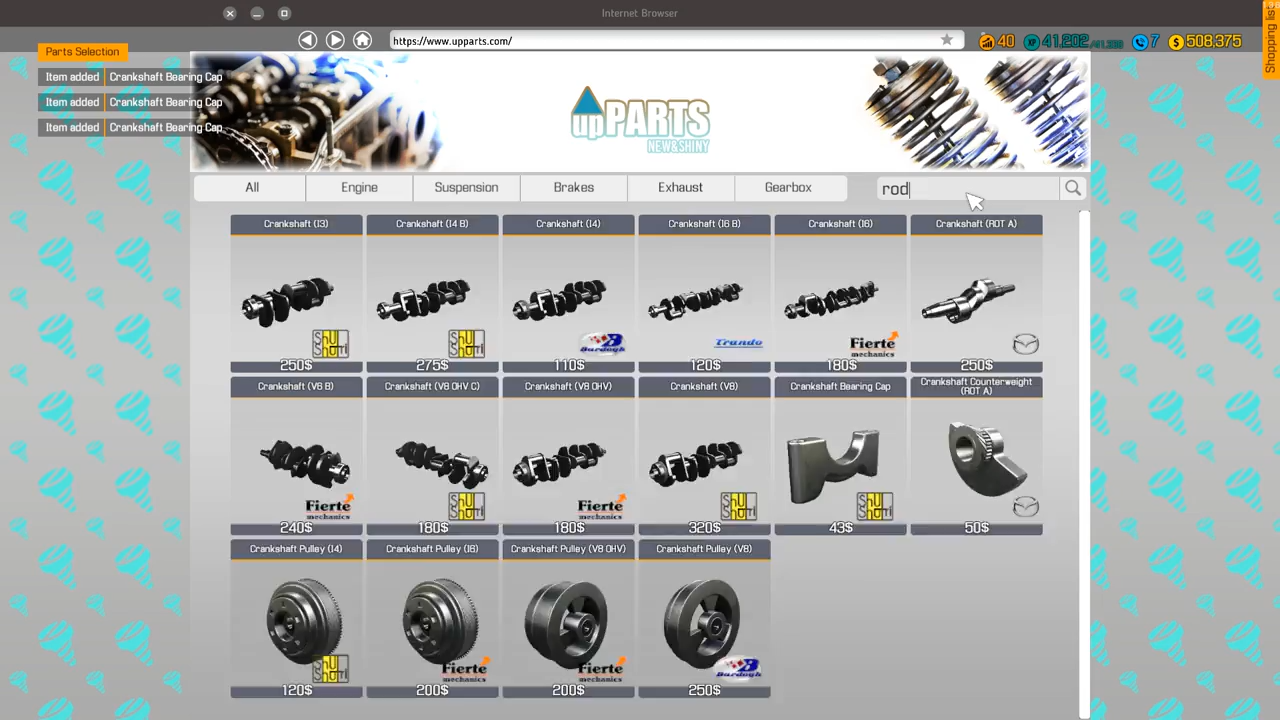 Internet Browser
https://www.upparts.com/
40
41.202
7
508.375
Shopping list
Parts Selection
Item added Crankshaft Bearing Cap
Item added Crankshaft Bearing Cap
Item added Crankshaft Bearing Cap
upPARTS
NEW&SHINY
All Engine Suspension Brakes Exhaust Gearbox
rod
Crankshaft (I3) Crankshaft (I4 B) Crankshaft (I4) Crankshaft (I6 B) Crankshaft (I6) Crankshaft (ROT A)
Trando
Fierte
mechanics
250$ 275$ 110$ 120$ 180$ 250$
Crankshaft (V6 B) Crankshaft (V8 OHV C) Crankshaft (V8 OHV) Crankshaft (V8) Crankshaft Bearing Cap Crankshaft Counterweight
(ROT A)
Fierte
mechanics
Fierte
mechanics
240$ 180$ 180$ 320$ 43$ 50$
Crankshaft Pulley (I4) Crankshaft Pulley (I6) Crankshaft Pulley (V8 OHV) Crankshaft Pulley (V8)
Fierte
mechanics
Fierte
mechanics
120$ 200$ 200$ 250$